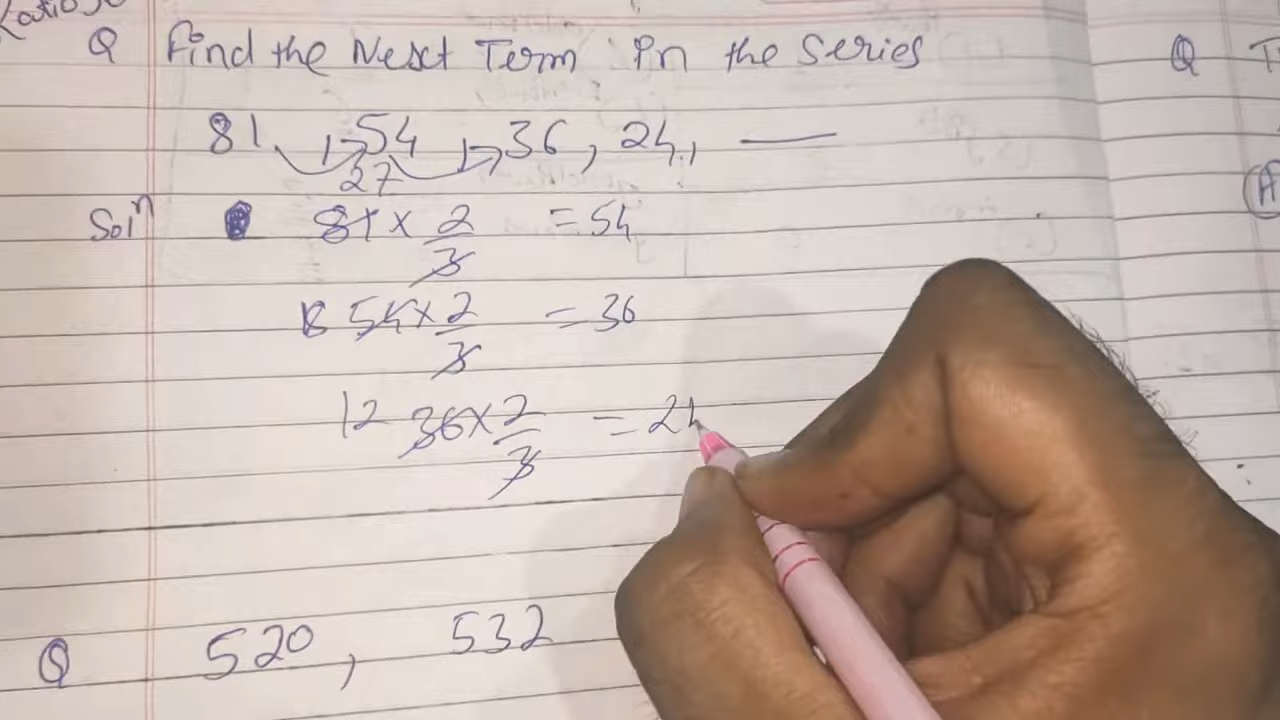 Q Find the Next Term in the Series
81, 54, 36, 24, —
27
Solⁿ 81 × 2/3 = 54
18 54 × 2/3 = 36
12 36 × 2/3 = 24
Q 520, 532
Q